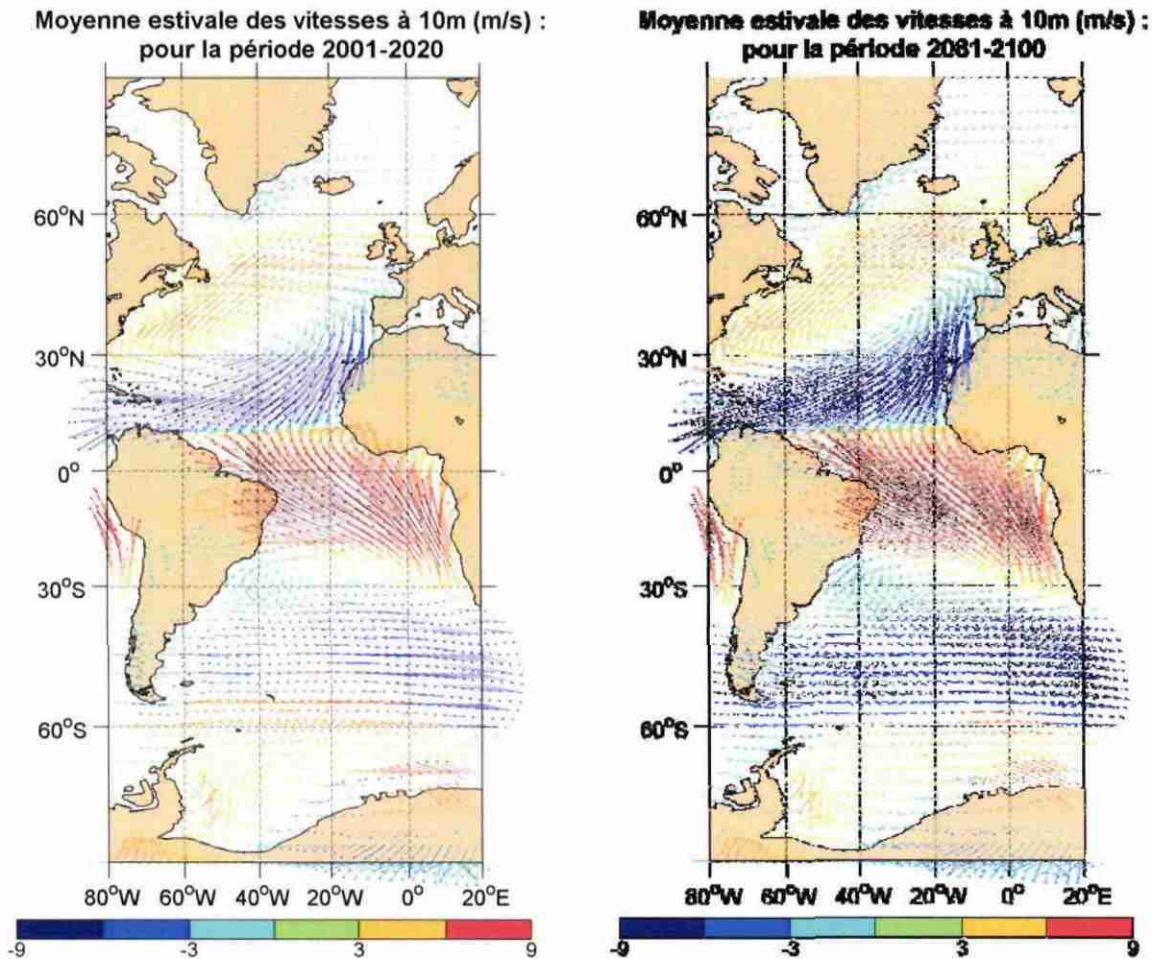 Moyenne estivale des vitesses à 10m (m/s) :
pour la période 2001-2020
60°N
30°N
0°
30°S
60°S
80°W 60°W 40°W 20°W 0° 20°E
-9 -3 3 9
Moyenne estivale des vitesses à 10m (m/s) :
pour la période 2081-2100
60°N
30°N
0°
30°S
60°S
80°W 60°W 40°W 20°W 0° 20°E
-9 -3 3 9